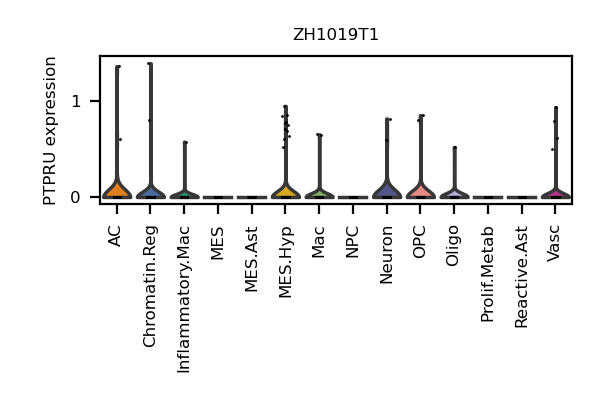 ZH1019T1
PTPRU expression
1
0
AC
Chromatin.Reg
Inflammatory.Mac
MES
MES.Ast
MES.Hyp
Mac
NPC
Neuron
OPC
Oligo
Prolif.Metab
Reactive.Ast
Vasc